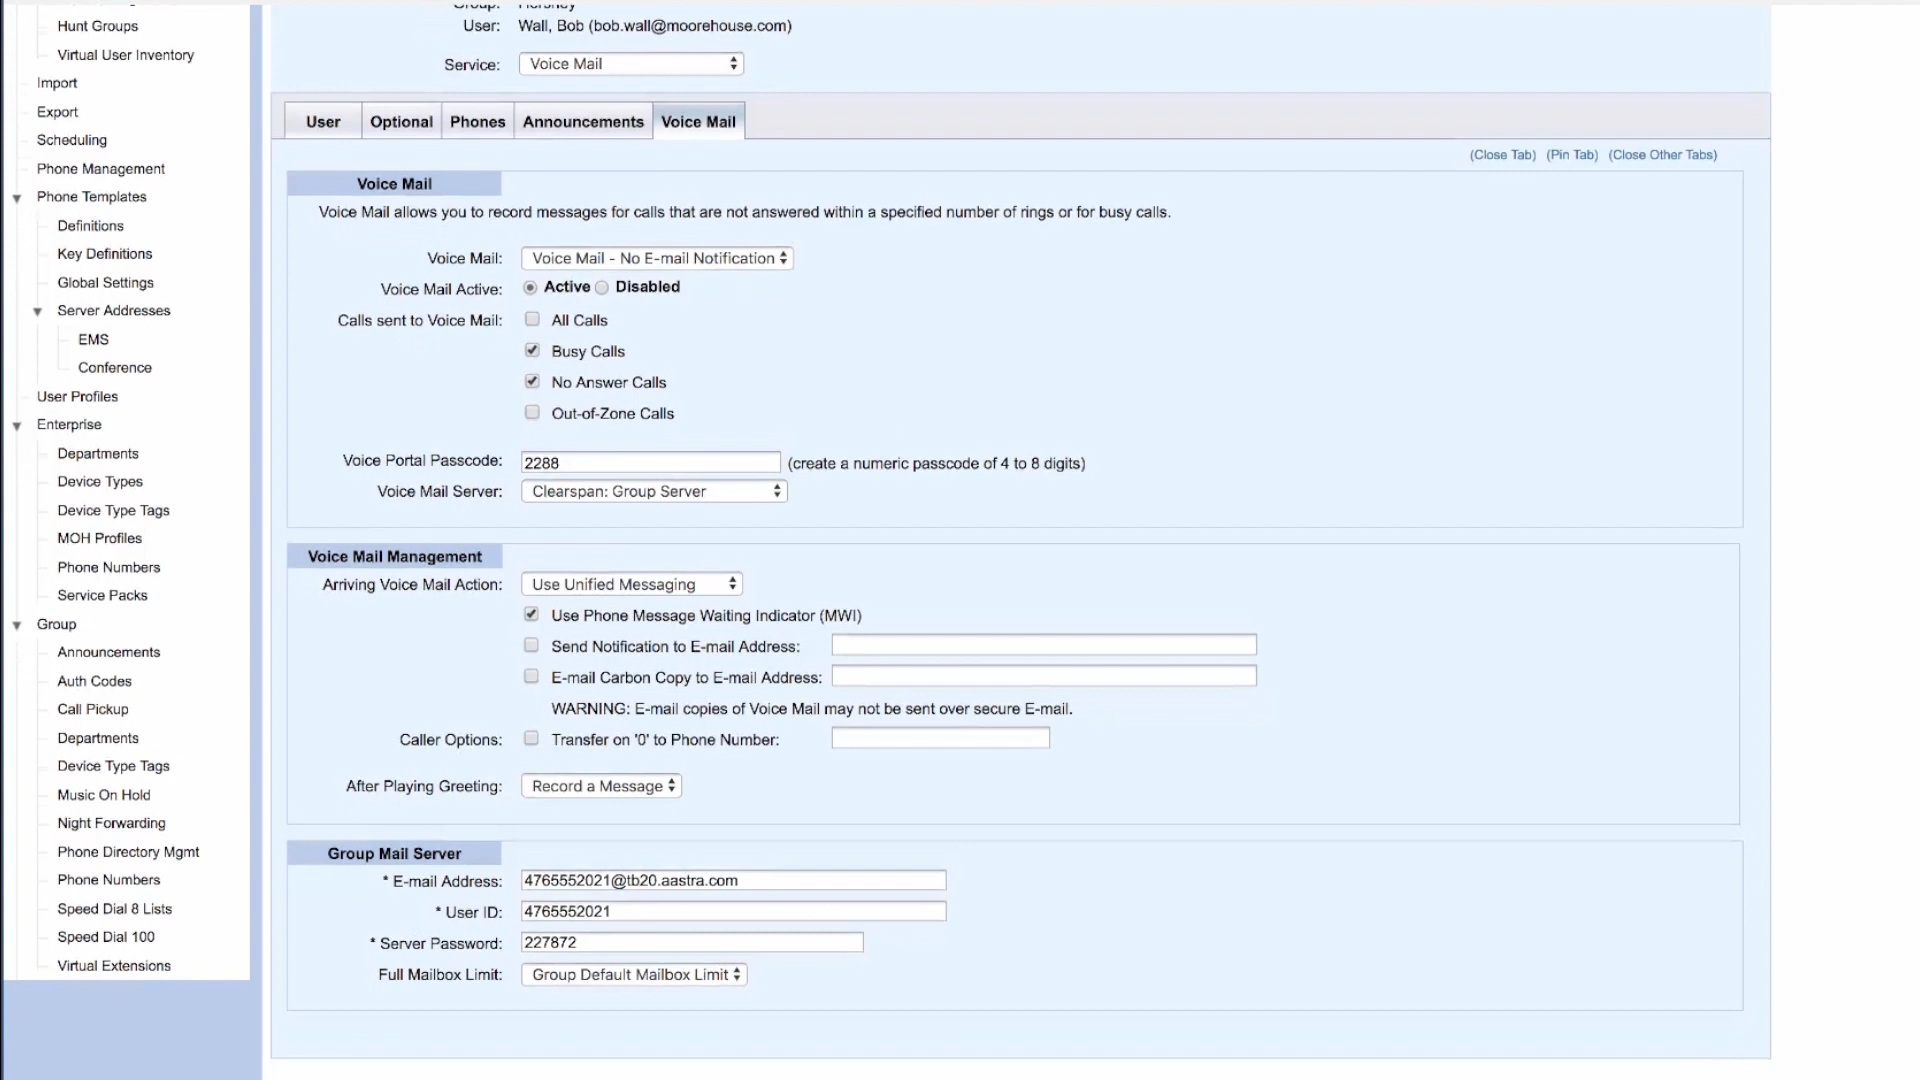 Group: Hershey
User: Wall, Bob (bob.wall@moorehouse.com)
Service: Voice Mail
Hunt Groups
Virtual User Inventory
Import
Export
Scheduling
Phone Management
Phone Templates
Definitions
Key Definitions
Global Settings
Server Addresses
EMS
Conference
User Profiles
Enterprise
Departments
Device Types
Device Type Tags
MOH Profiles
Phone Numbers
Service Packs
Group
Announcements
Auth Codes
Call Pickup
Departments
Device Type Tags
Music On Hold
Night Forwarding
Phone Directory Mgmt
Phone Numbers
Speed Dial 8 Lists
Speed Dial 100
Virtual Extensions
User Optional Phones Announcements Voice Mail
(Close Tab) (Pin Tab) (Close Other Tabs)
Voice Mail
Voice Mail allows you to record messages for calls that are not answered within a specified number of rings or for busy calls.
Voice Mail: Voice Mail - No E-mail Notification
Voice Mail Active: Active Disabled
Calls sent to Voice Mail: All Calls
Busy Calls
No Answer Calls
Out-of-Zone Calls
Voice Portal Passcode: 2288 (create a numeric passcode of 4 to 8 digits)
Voice Mail Server: Clearspan: Group Server
Voice Mail Management
Arriving Voice Mail Action: Use Unified Messaging
Use Phone Message Waiting Indicator (MWI)
Send Notification to E-mail Address:
E-mail Carbon Copy to E-mail Address:
WARNING: E-mail copies of Voice Mail may not be sent over secure E-mail.
Caller Options: Transfer on '0' to Phone Number:
After Playing Greeting: Record a Message
Group Mail Server
* E-mail Address: 4765552021@tb20.aastra.com
* User ID: 4765552021
* Server Password: 227872
Full Mailbox Limit: Group Default Mailbox Limit